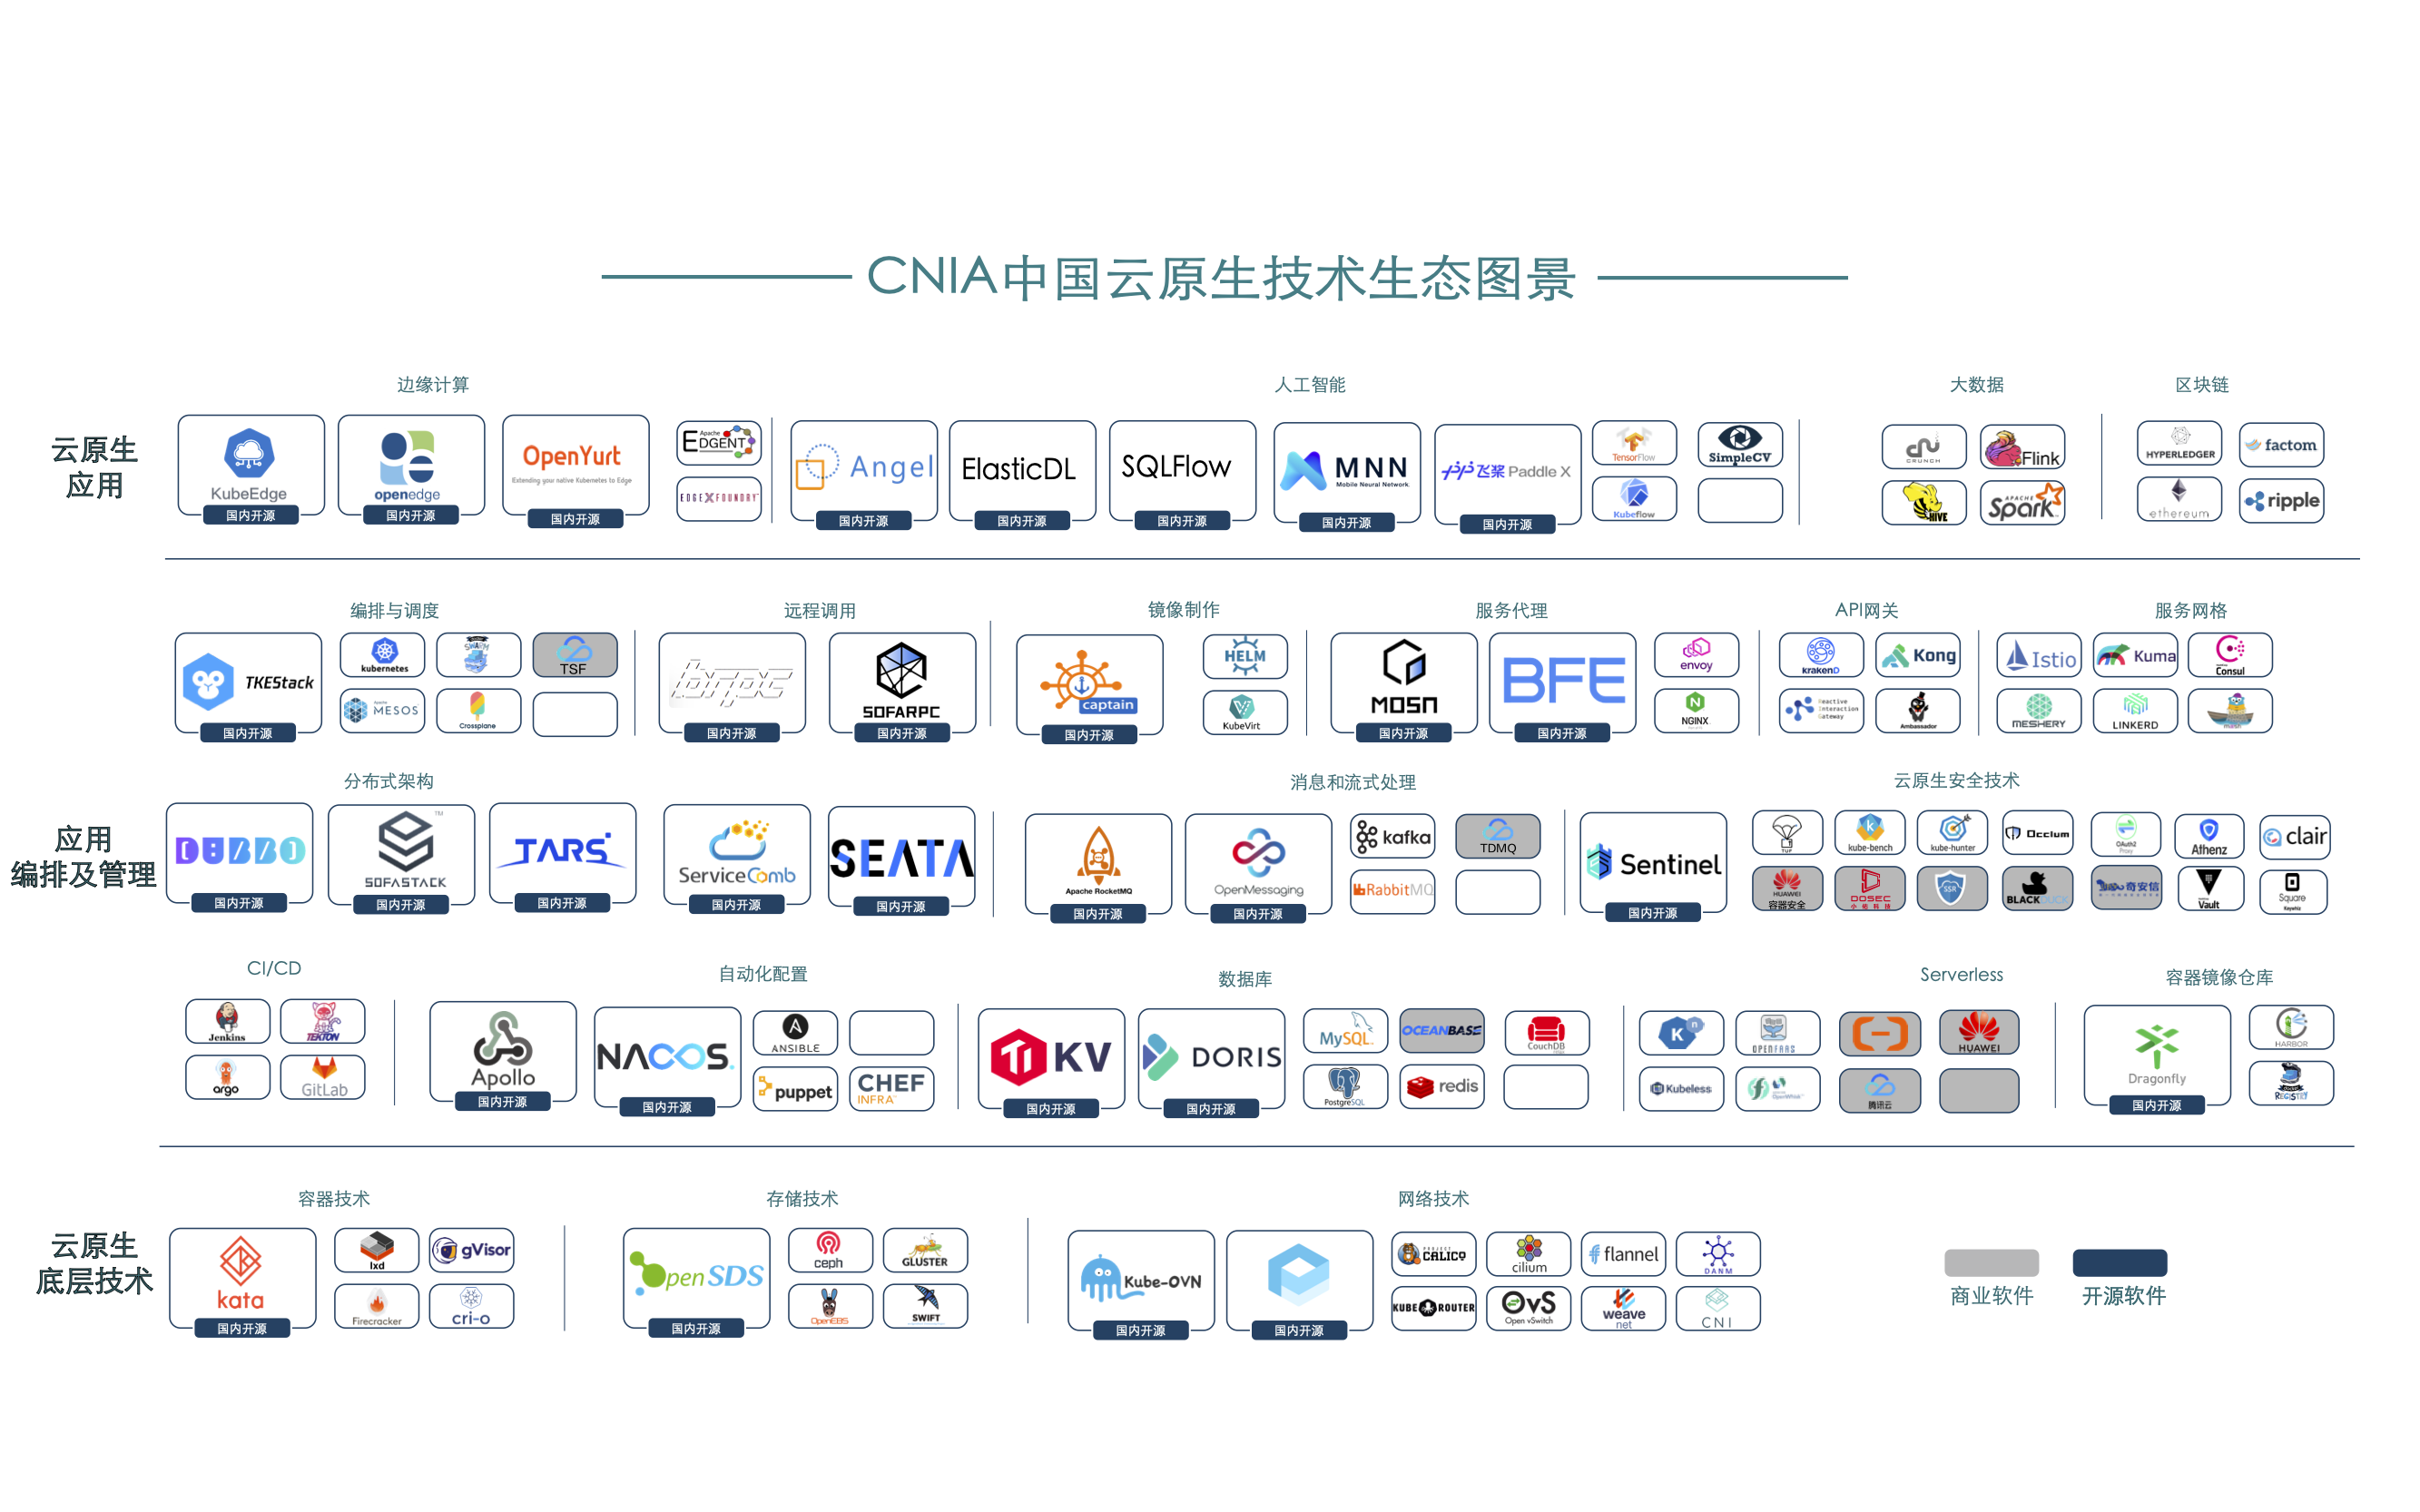 CNIA中国云原生技术生态图景
边缘计算
人工智能
大数据
区块链
云原生
应用
KubeEdge
国内开源
openedge
国内开源
OpenYurt
Extending your native Kubernetes to Edge
国内开源
Apache
EDGENT
EDGE X FOUNDRY
Angel
国内开源
ElasticDL
国内开源
SQLFlow
国内开源
MNN
Mobile Neural Network
国内开源
飞桨 Paddle X
国内开源
TensorFlow
SimpleCV
Kubeflow
CRUNCH
Flink
HIVE
APACHE
Spark
HYPERLEDGER
factom
ethereum
ripple
编排与调度
远程调用
镜像制作
服务代理
API网关
服务网格
TKEStack
国内开源
kubernetes
SWARM
TSF
Apache
MESOS
Crossplane
国内开源
SOFARPC
国内开源
captain
国内开源
HELM
KubeVirt
MOSN
国内开源
BFE
国内开源
envoy
NGINX
krakenD
Kong
Reactive
Interaction
Gateway
Ambassador
Istio
Kuma
Consul
MESHERY
LINKERD
maesh
应用
编排及管理
分布式架构
消息和流式处理
云原生安全技术
DUBBO
国内开源
SOFASTACK
TM
国内开源
TARS
国内开源
ServiceComb
国内开源
SEATA
国内开源
Apache RocketMQ
国内开源
OpenMessaging
国内开源
kafka
TDMQ
RabbitMQ
Sentinel
国内开源
TUF
kube-bench
kube-hunter
Occlum
OAuth2
Proxy
Athenz
clair
HUAWEI
容器安全
DOSEC
小佑科技
SSR
BLACKDUCK
奇安信
Vault
Square
Keywhiz
CI/CD
自动化配置
数据库
Serverless
容器镜像仓库
Jenkins
TEKTON
argo
GitLab
Apollo
国内开源
NACOS.
国内开源
ANSIBLE
puppet
CHEF
INFRA
TiKV
国内开源
DORIS
国内开源
MySQL
OCEANBASE
CouchDB
PostgreSQL
redis
K n
OPENFAAS
HUAWEI
Kubeless
OpenWhisk
腾讯云
Dragonfly
国内开源
HARBOR
REGISTRY
云原生
底层技术
容器技术
存储技术
网络技术
kata
国内开源
lxd
gVisor
Firecracker
cri-o
OpenSDS
国内开源
ceph
GLUSTER
OpenEBS
SWIFT
Kube-OVN
国内开源
国内开源
PROJECT
CALICO
cilium
flannel
DANM
KUBE ROUTER
OvS
Open vSwitch
weave
net
CNI
商业软件
开源软件